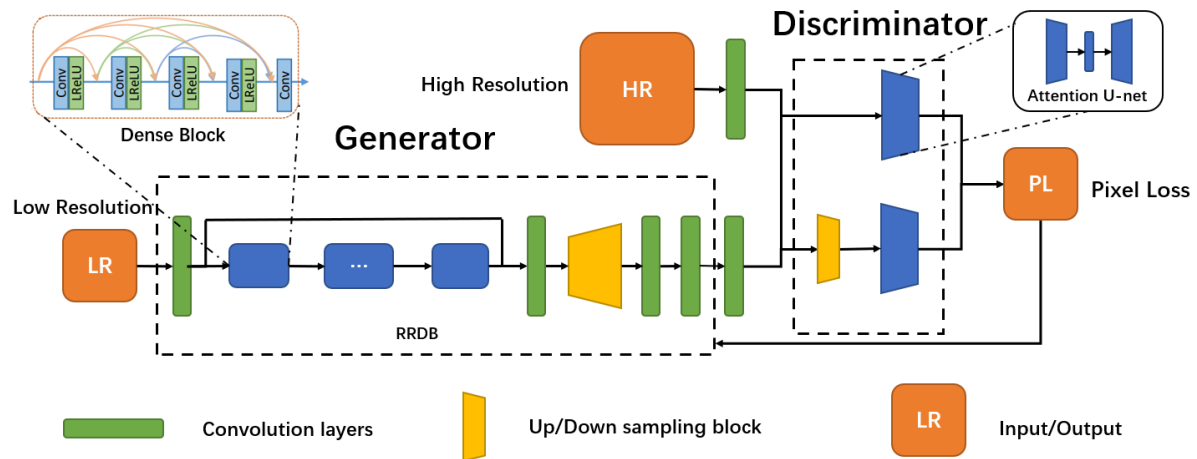 Discriminator
Conv
LReLU
Conv
LReLU
Conv
LReLU
Conv
LReLU
Conv
Dense Block
High Resolution
HR
Attention U-net
Generator
Low Resolution
LR
...
RRDB
PL
Pixel Loss
Convolution layers
Up/Down sampling block
LR
Input/Output